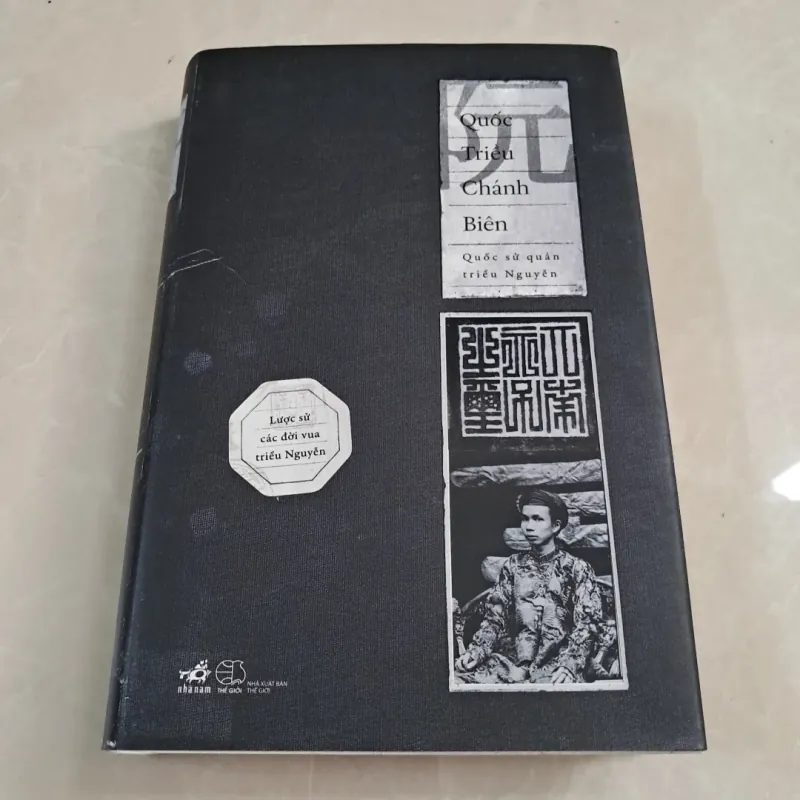 阮
Quốc
Triều
Chánh
Biên
Quốc sử quán
triều Nguyễn
Lược sử
các đời vua
triều Nguyễn
nhã nam
THẾ GIỚI
NHÀ XUẤT BẢN
THẾ GIỚI